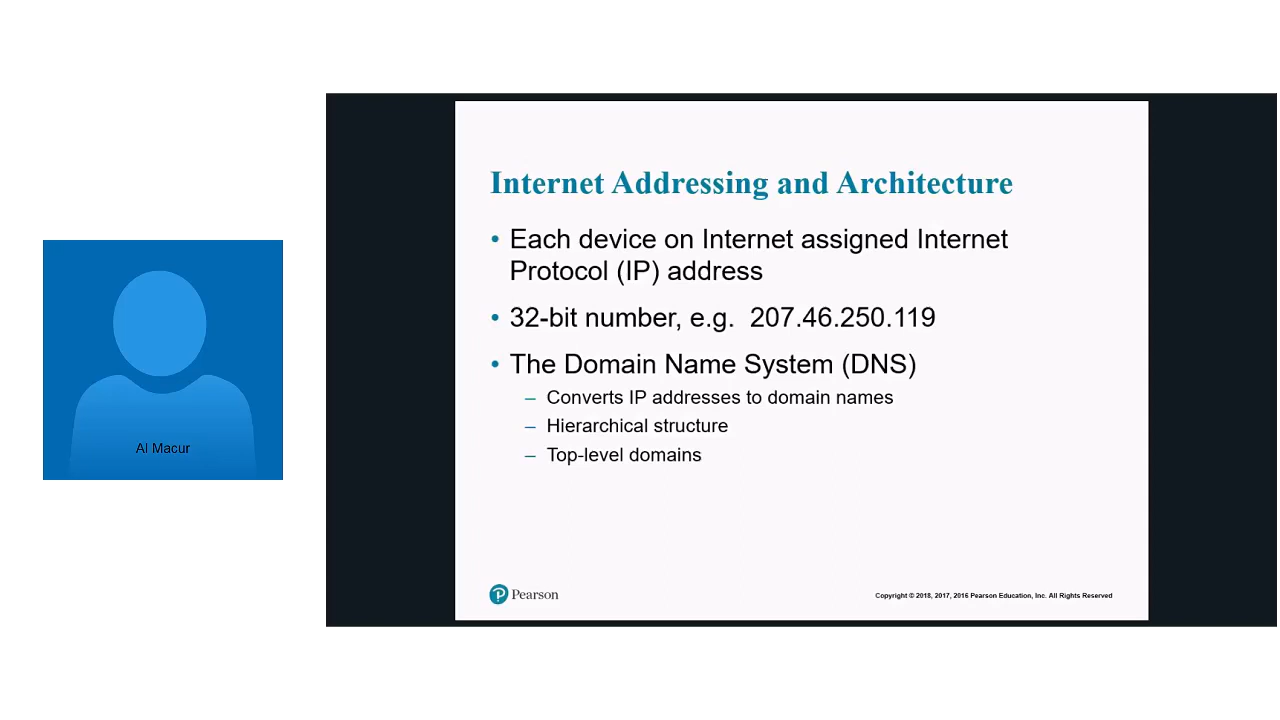 Internet Addressing and Architecture
• Each device on Internet assigned Internet
Protocol (IP) address
• 32-bit number, e.g. 207.46.250.119
• The Domain Name System (DNS)
– Converts IP addresses to domain names
– Hierarchical structure
– Top-level domains
Al Macur
Pearson
Copyright © 2018, 2017, 2016 Pearson Education, Inc. All Rights Reserved